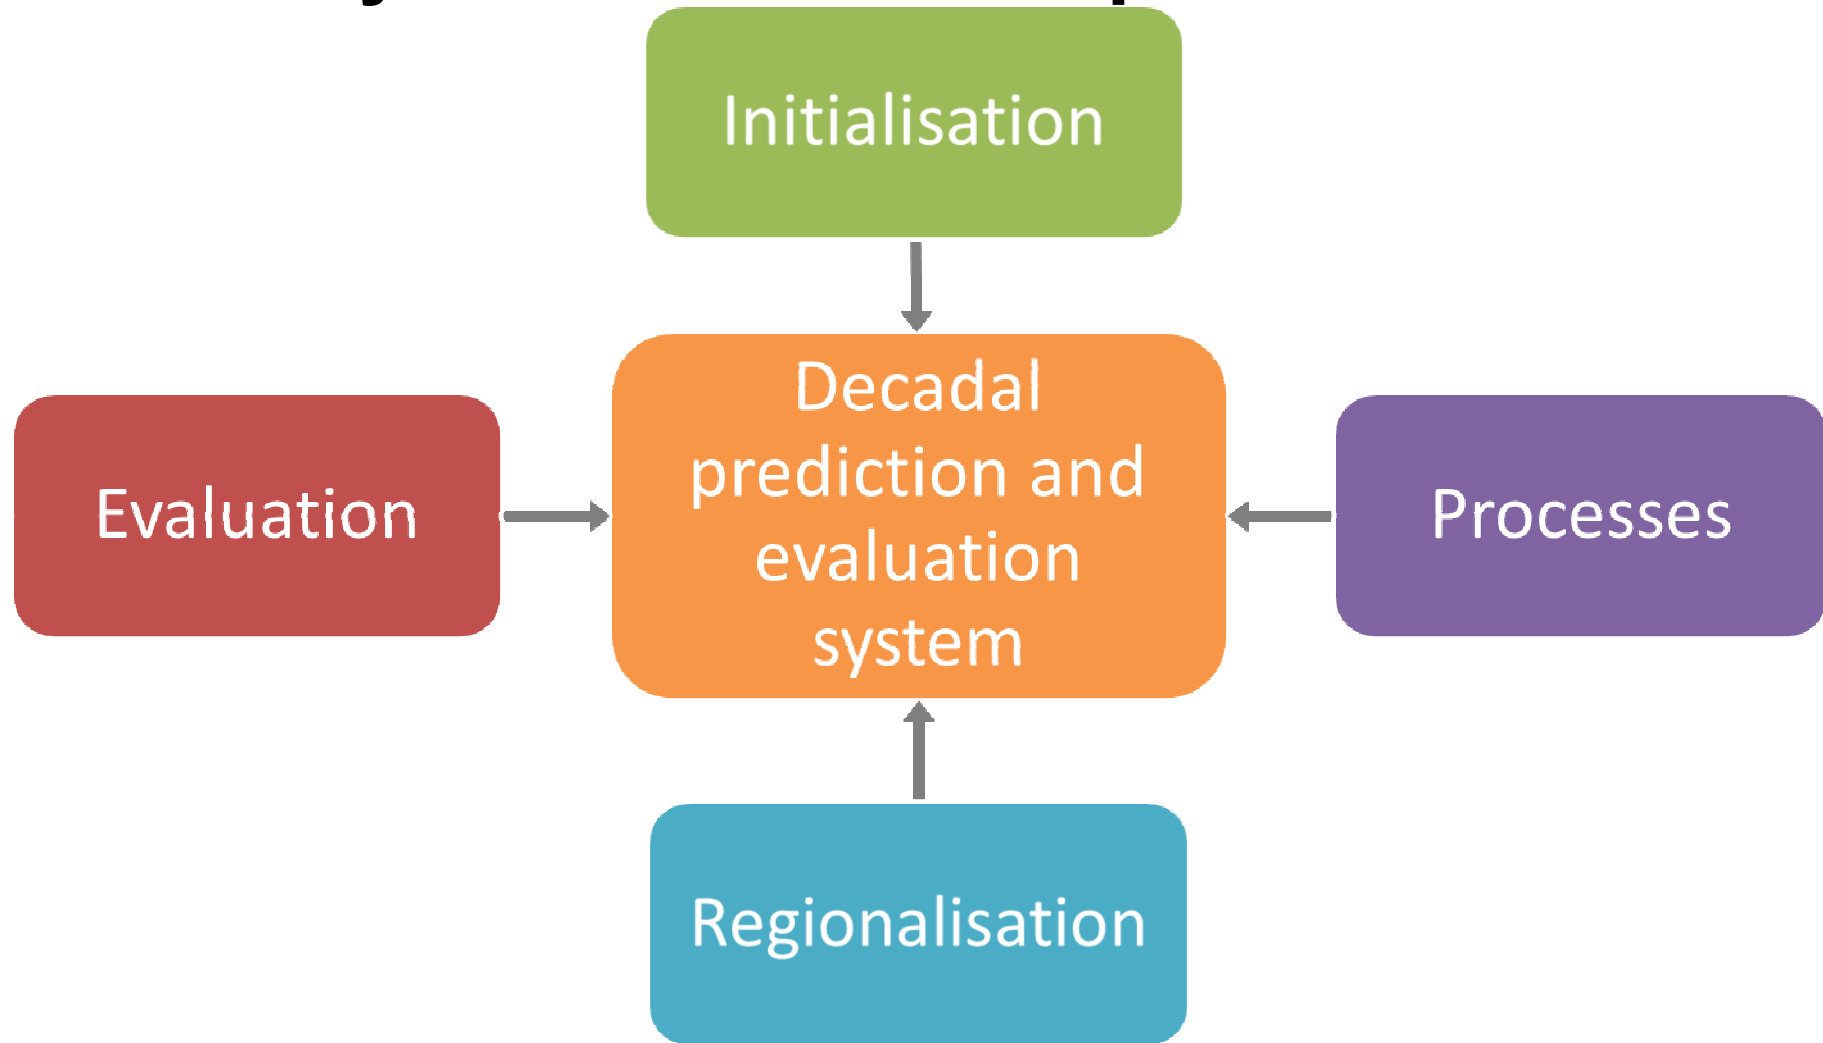 Initialisation
Decadal
prediction and
evaluation
system
Evaluation
Processes
Regionalisation